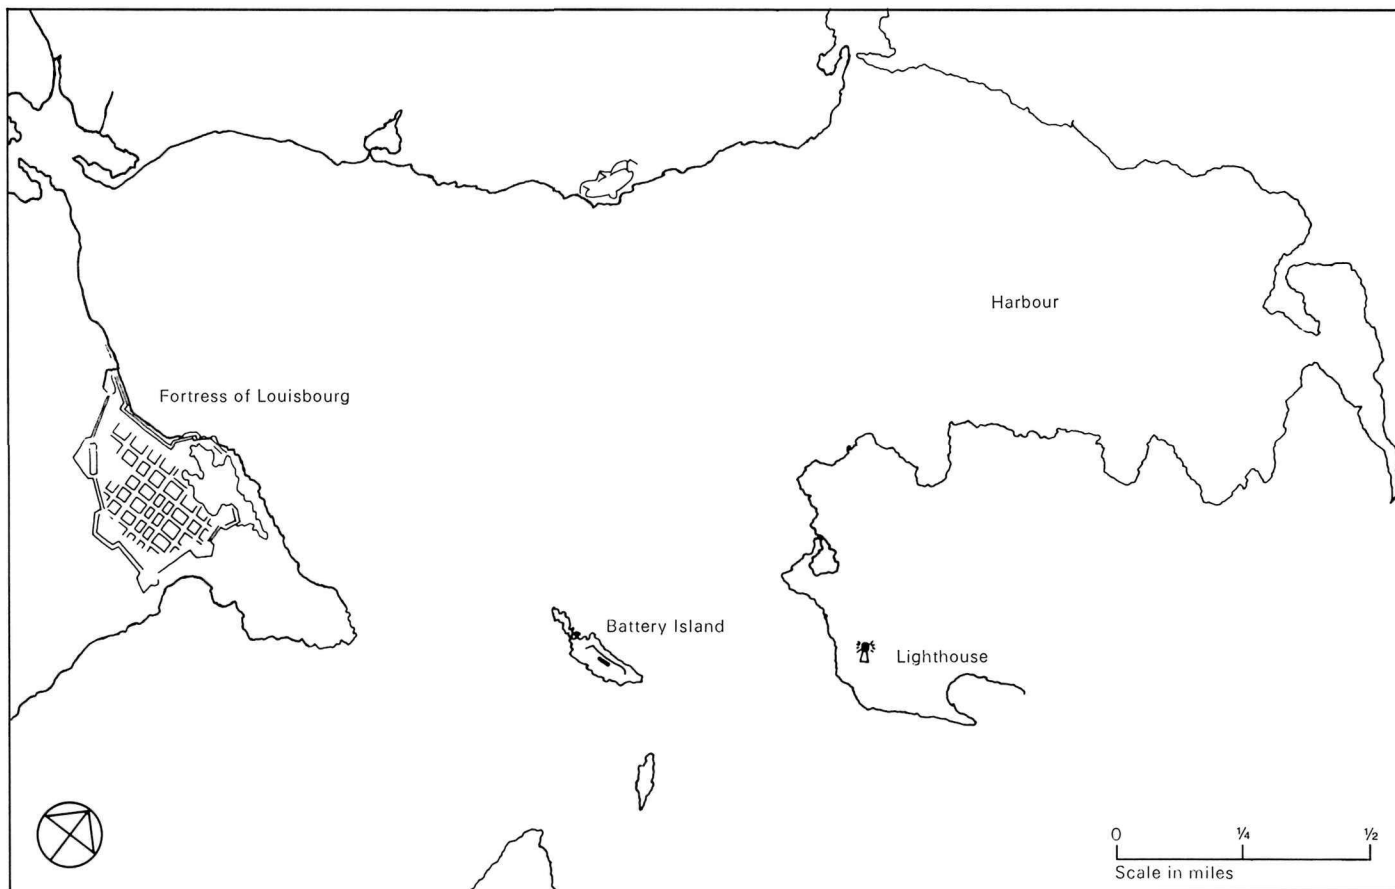 Harbour
Fortress of Louisbourg
Battery Island
Lighthouse
0 ¼ ½
Scale in miles